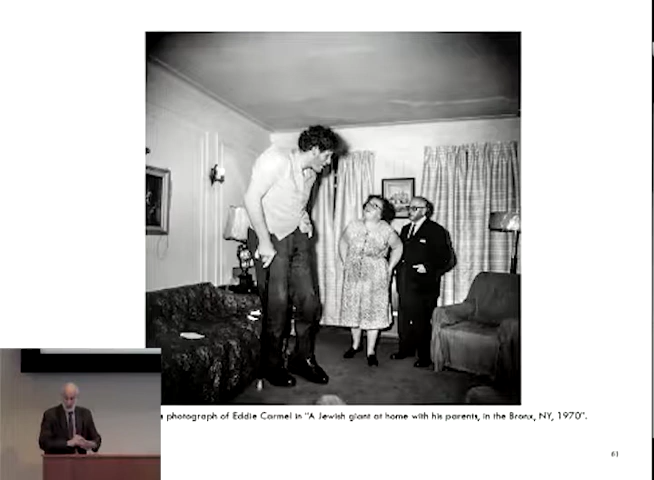 photograph of Eddie Carmel in "A Jewish giant at home with his parents, in the Bronx, NY, 1970".
61